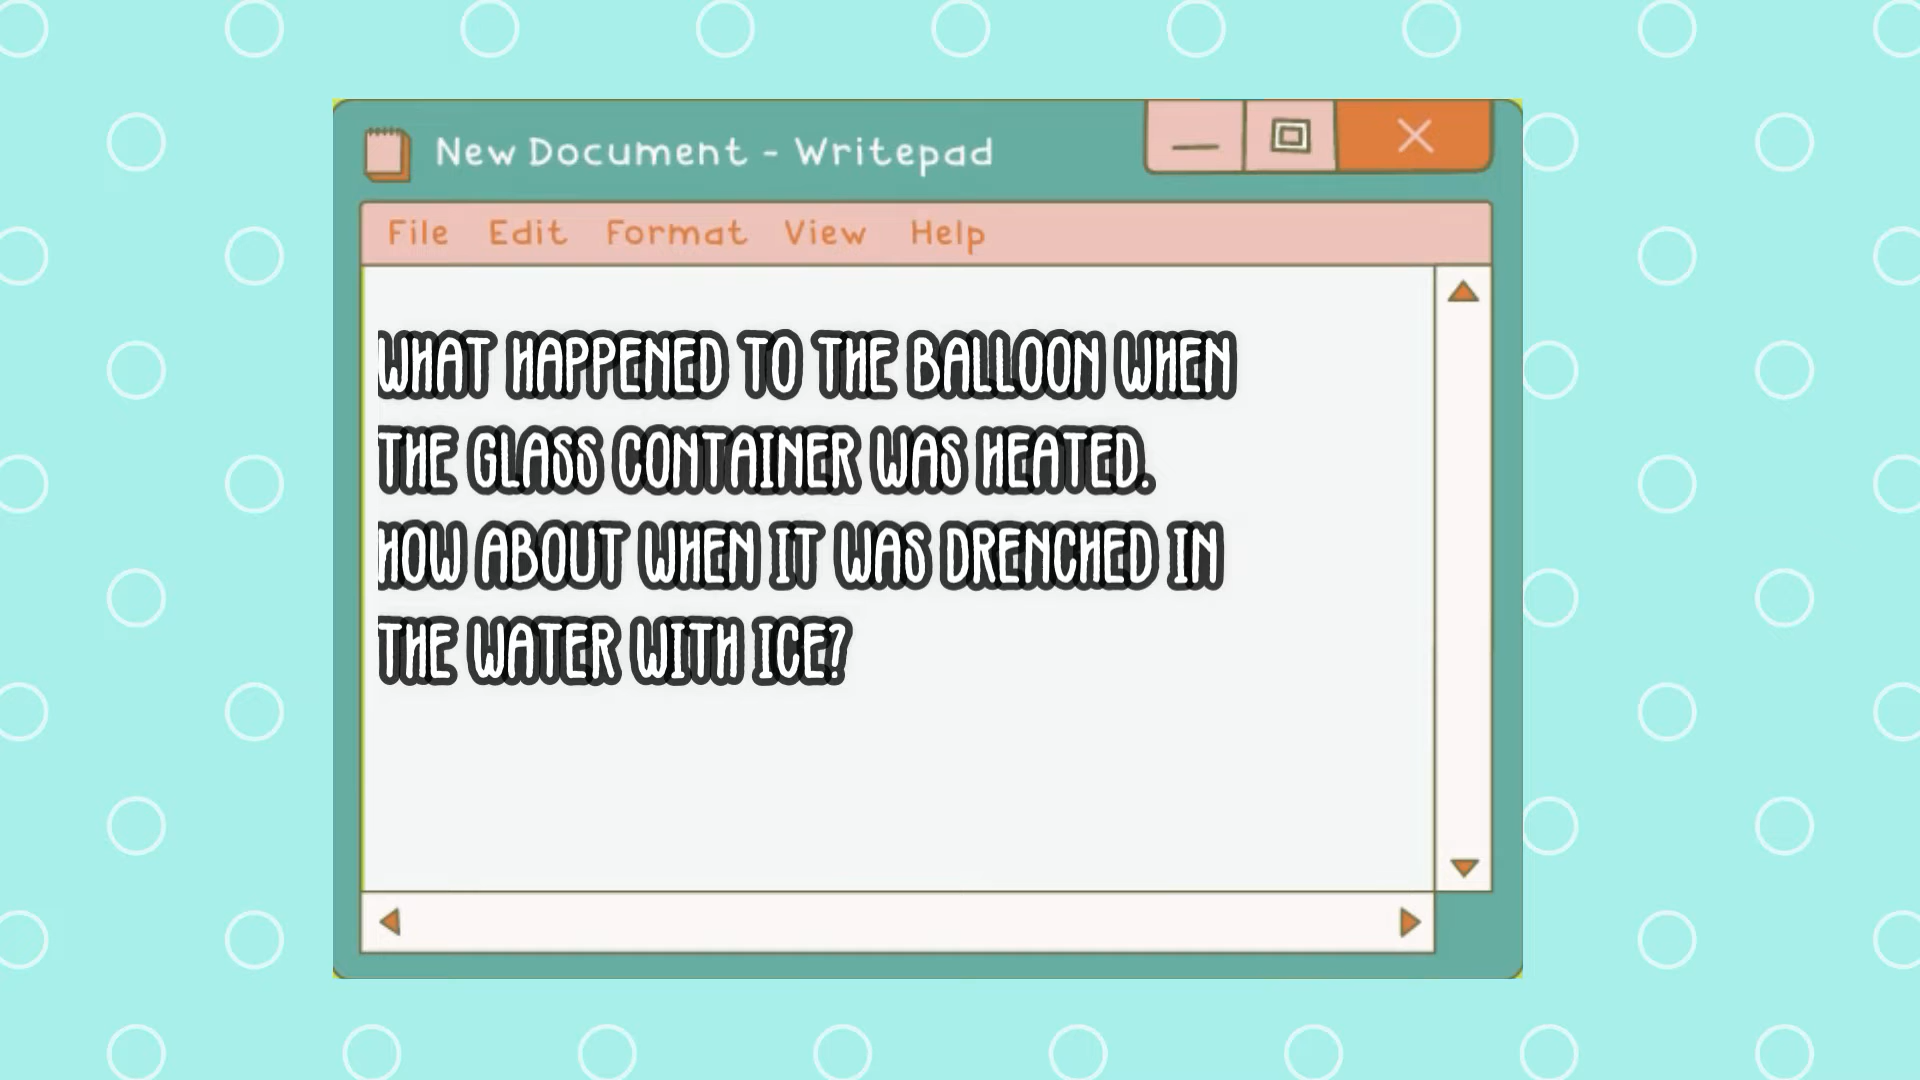 New Document - Writepad
File Edit Format View Help
WHAT HAPPENED TO THE BALLOON WHEN
THE GLASS CONTAINER WAS HEATED.
HOW ABOUT WHEN IT WAS DRENCHED IN
THE WATER WITH ICE?